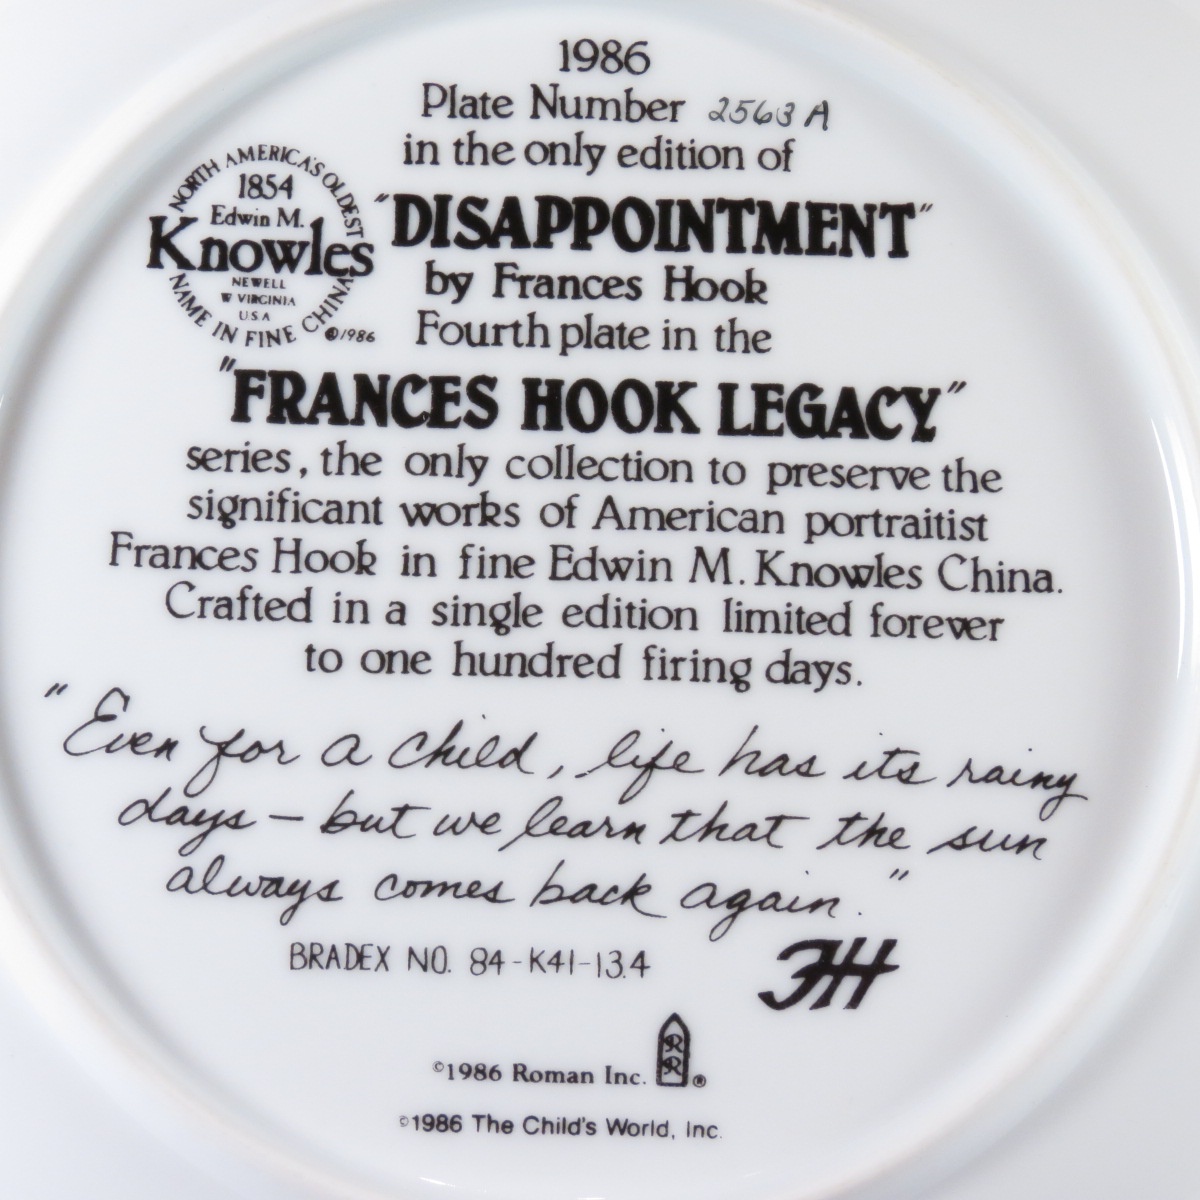 1986
Plate Number 2563 A
in the only edition of
NORTH AMERICA'S OLDEST
1854
Edwin M.
Knowles
NEWELL
W VIRGINIA
U.S.A
NAME IN FINE CHINA
©1986
"DISAPPOINTMENT"
by Frances Hook
Fourth plate in the
"FRANCES HOOK LEGACY"
series, the only collection to preserve the
significant works of American portraitist
Frances Hook in fine Edwin M. Knowles China.
Crafted in a single edition limited forever
to one hundred firing days.
"Even for a child, life has its rainy
days – but we learn that the sun
always comes back again."
BRADEX NO. 84-K41-13.4
FH
©1986 Roman Inc. R R ®
©1986 The Child's World, Inc.